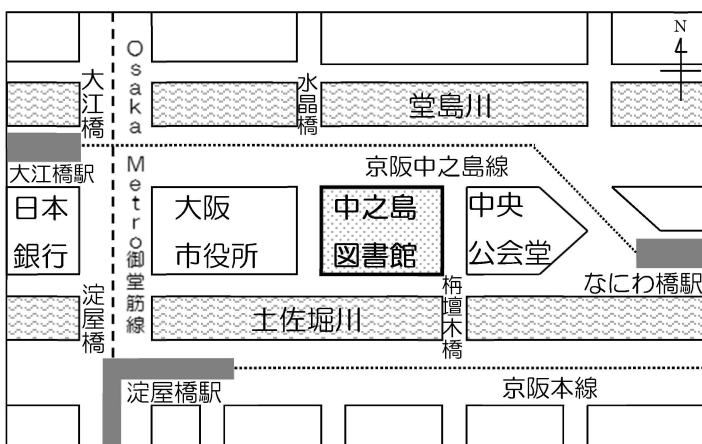 N
Osaka Metro御堂筋線
大江橋
水晶橋
堂島川
京阪中之島線
大江橋駅
日本
銀行
大阪
市役所
中之島
図書館
中央
公会堂
なにわ橋駅
淀屋橋
土佐堀川
栴壇木橋
淀屋橋駅
京阪本線